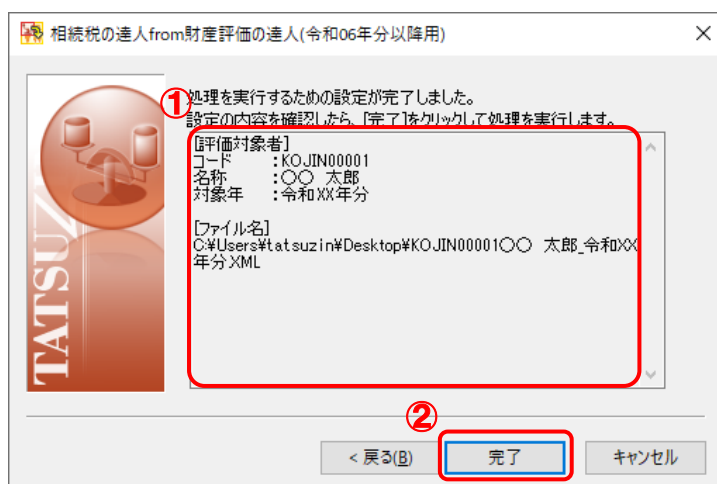 相続税の達人from財産評価の達人(令和06年分以降用)
①
処理を実行するための設定が完了しました。
設定の内容を確認したら、[完了]をクリックして処理を実行します。
[評価対象者]
コード　　:KOJIN00001
名称　　　:〇〇　太郎
対象年　　:令和XX年分
[ファイル名]
C:¥Users¥tatsuzin¥Desktop¥KOJIN00001〇〇　太郎_令和XX
年分.XML
TATSUZ
②
< 戻る(B)
完了
キャンセル